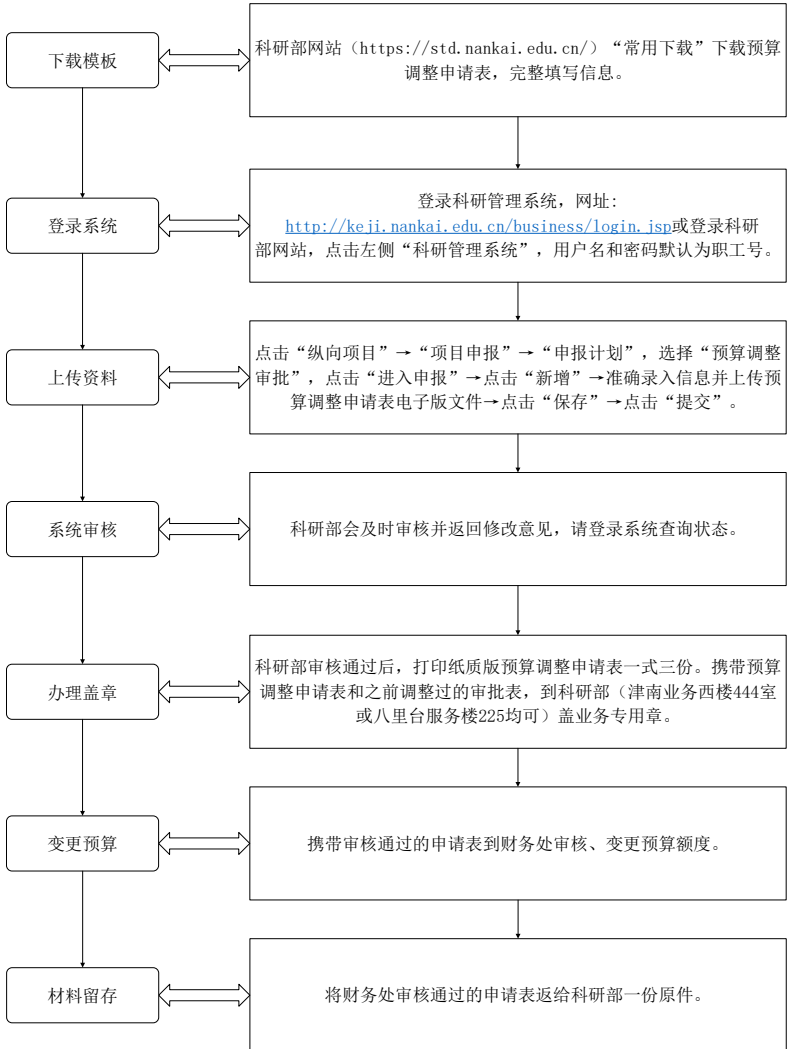 下载模板
科研部网站（https://std.nankai.edu.cn/）“常用下载”下载预算
调整申请表，完整填写信息。
登录系统
登录科研管理系统，网址:
http://keji.nankai.edu.cn/business/login.jsp或登录科研
部网站，点击左侧“科研管理系统”，用户名和密码默认为职工号。
上传资料
点击“纵向项目”→“项目申报”→“申报计划”，选择“预算调整
审批”，点击“进入申报”→点击“新增”→准确录入信息并上传预
算调整申请表电子版文件→点击“保存”→点击“提交”。
系统审核
科研部会及时审核并返回修改意见，请登录系统查询状态。
办理盖章
科研部审核通过后，打印纸质版预算调整申请表一式三份。携带预算
调整申请表和之前调整过的审批表，到科研部（津南业务西楼444室
或八里台服务楼225均可）盖业务专用章。
变更预算
携带审核通过的申请表到财务处审核、变更预算额度。
材料留存
将财务处审核通过的申请表返给科研部一份原件。